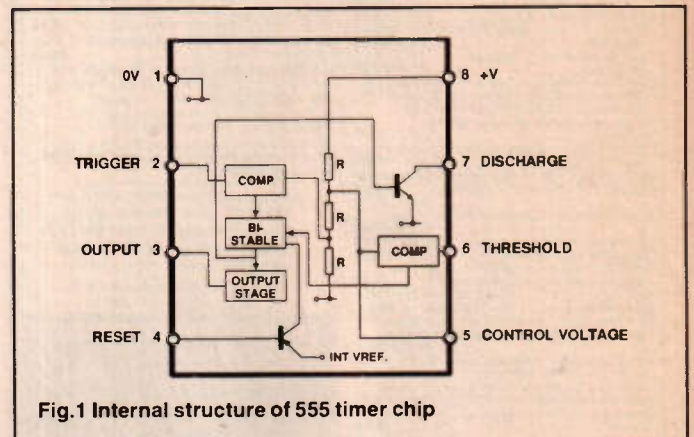 0V 1
8 +V
TRIGGER 2
7 DISCHARGE
R
COMP
R
BI-
STABLE
OUTPUT 3
COMP
6 THRESHOLD
R
OUTPUT
STAGE
RESET 4
5 CONTROL VOLTAGE
INT VREF.
Fig.1 Internal structure of 555 timer chip